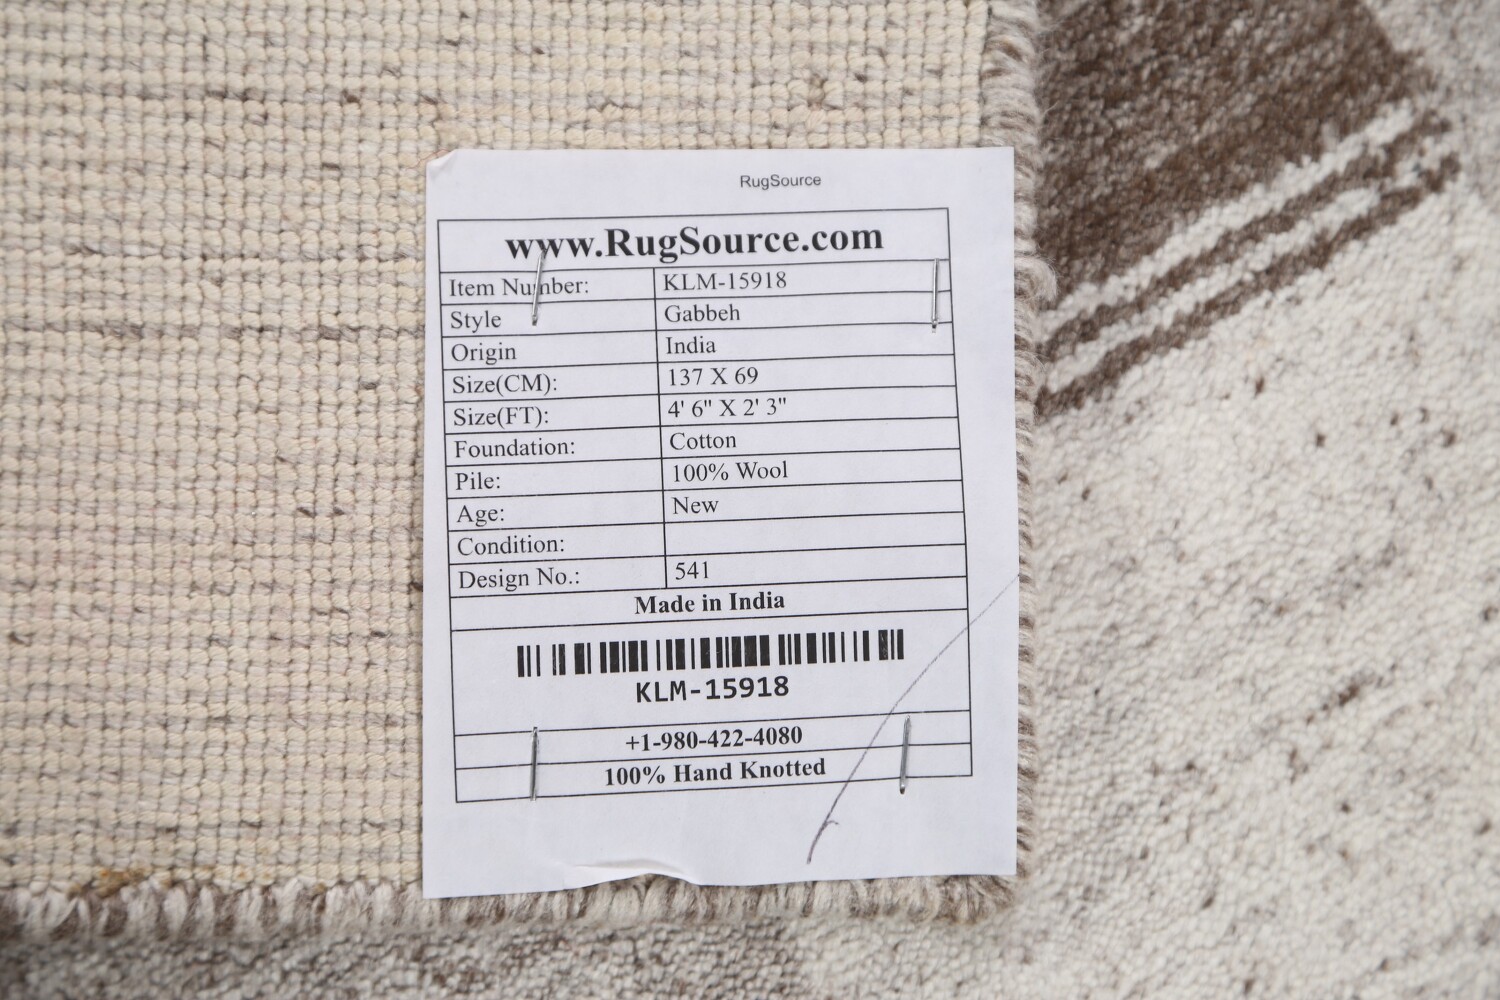 RugSource
www.RugSource.com
Item Number: KLM-15918
Style Gabbeh
Origin India
Size(CM): 137 X 69
Size(FT): 4' 6" X 2' 3"
Foundation: Cotton
Pile: 100% Wool
Age: New
Condition:
Design No.: 541
Made in India
KLM-15918
+1-980-422-4080
100% Hand Knotted